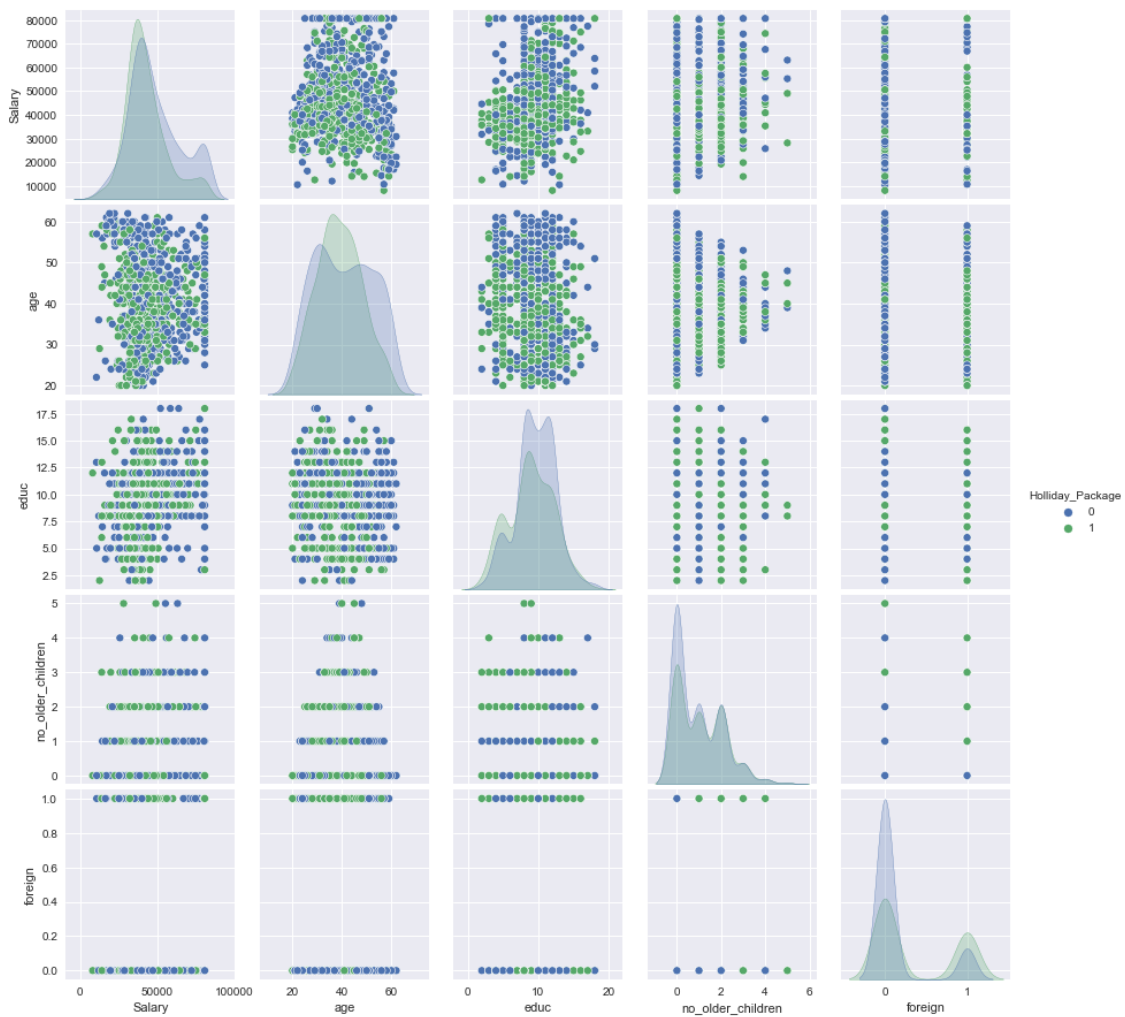 80000
70000
60000
50000
40000
30000
20000
10000
Salary
60
50
40
30
20
age
17.5
15.0
12.5
10.0
7.5
5.0
2.5
educ
Holliday_Package
0
1
5
4
3
2
1
0
no_older_children
1.0
0.8
0.6
0.4
0.2
0.0
foreign
0 50000 100000
Salary
20 40 60
age
0 10 20
educ
0 2 4 6
no_older_children
0 1
foreign